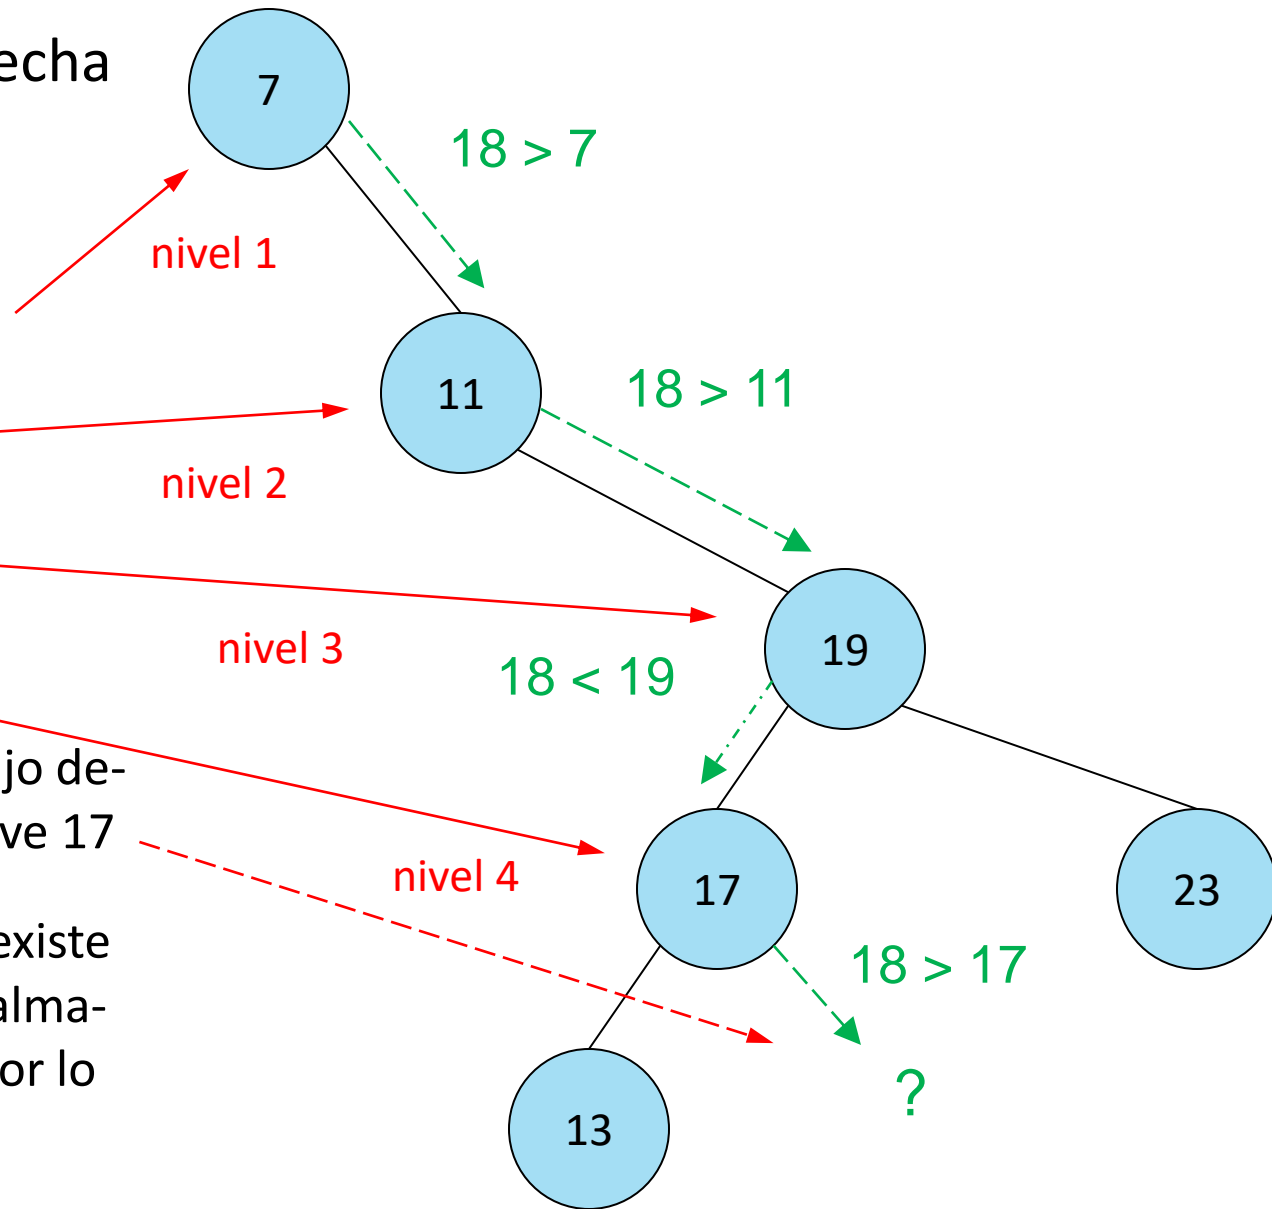 echa
7
18 > 7
nivel 1
11
18 > 11
nivel 2
19
nivel 3
18 < 19
jo de-
ve 17
nivel 4
17
23
existe
18 > 17
alma-
or lo
?
13